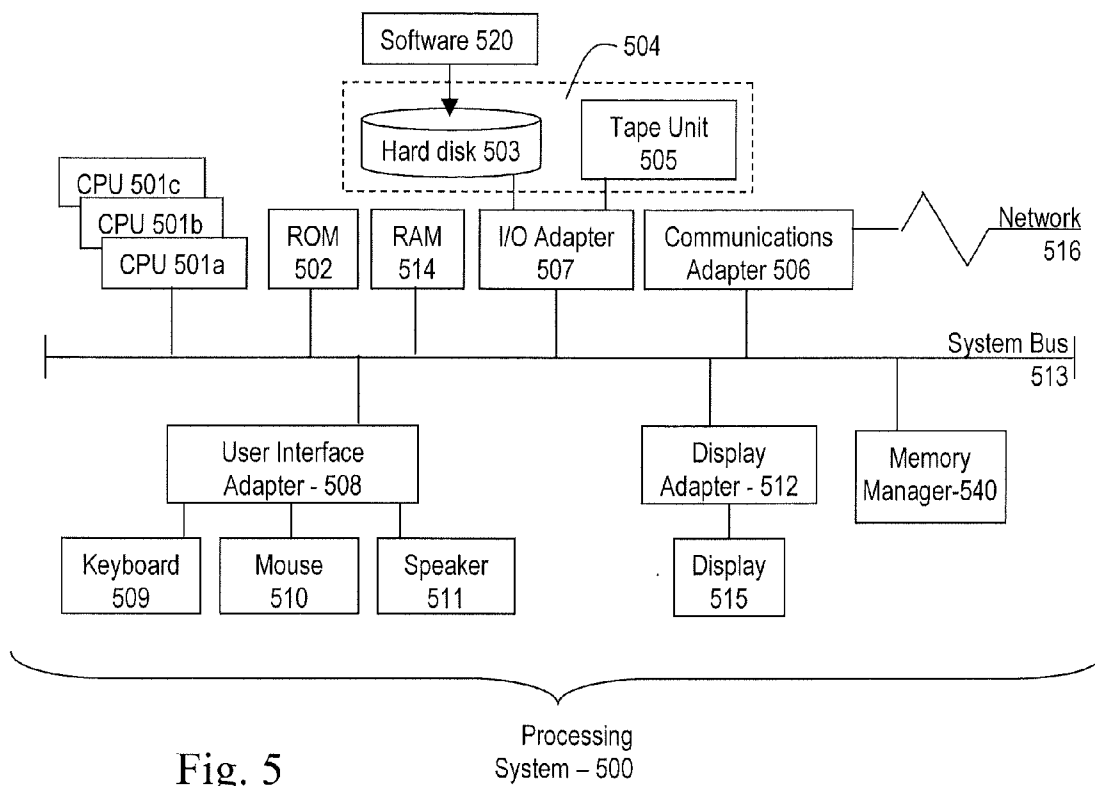 Software 520
504
Hard disk 503
Tape Unit
505
CPU 501c
CPU 501b
CPU 501a
ROM
502
RAM
514
I/O Adapter
507
Communications
Adapter 506
Network
516
System Bus
513
User Interface
Adapter - 508
Display
Adapter - 512
Memory
Manager-540
Keyboard
509
Mouse
510
Speaker
511
Display
515
Processing
System – 500
Fig. 5